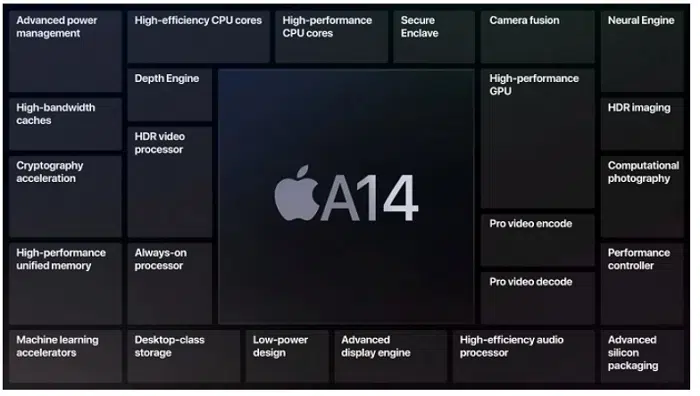 Advanced power
management
High-efficiency CPU cores
High-performance
CPU cores
Secure
Enclave
Camera fusion
Neural Engine
Depth Engine
High-performance
GPU
High-bandwidth
caches
HDR imaging
HDR video
processor
Cryptography
acceleration
Computational
photography
A14
Pro video encode
High-performance
unified memory
Always-on
processor
Performance
controller
Pro video decode
Machine learning
accelerators
Desktop-class
storage
Low-power
design
Advanced
display engine
High-efficiency audio
processor
Advanced
silicon
packaging